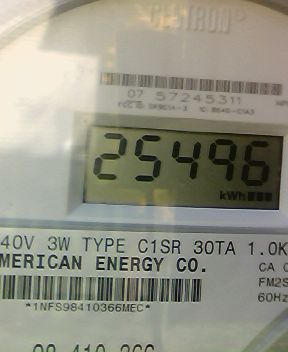 CENTRON®
07 57245311
25496
kWh
40V 3W TYPE C1SR 30TA 1.0K
MERICAN ENERGY CO.
CA 0
FM2S
60Hz
*1NFS98410366MEC*